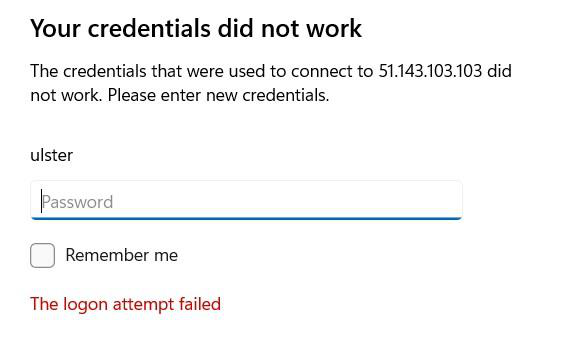 Your credentials did not work
The credentials that were used to connect to 51.143.103.103 did
not work. Please enter new credentials.
ulster
Password
Remember me
The logon attempt failed